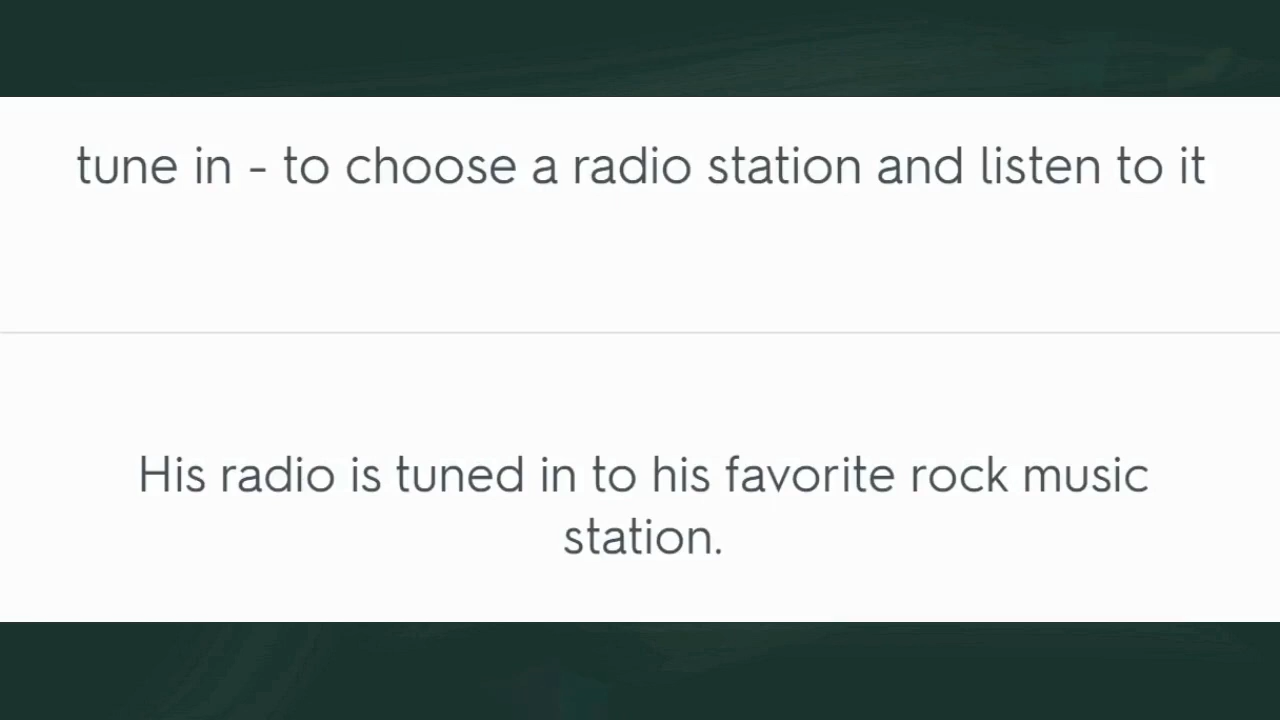 tune in - to choose a radio station and listen to it
His radio is tuned in to his favorite rock music
station.